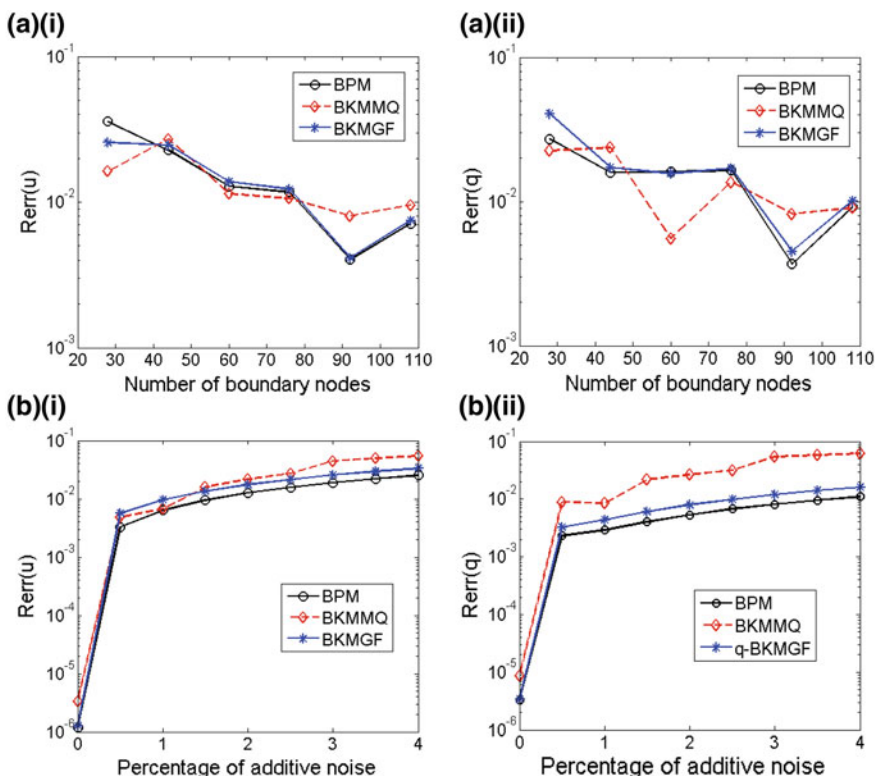 (a)(i)
10^-1
10^-2
10^-3
Rerr(u)
BPM
BKMMQ
BKMGF
20 30 40 50 60 70 80 90 100 110
Number of boundary nodes
(a)(ii)
10^-1
10^-2
10^-3
Rerr(q)
BPM
BKMMQ
BKMGF
20 30 40 50 60 70 80 90 100 110
Number of boundary nodes
(b)(i)
10^-1
10^-2
10^-3
10^-4
10^-5
10^-6
Rerr(u)
BPM
BKMMQ
BKMGF
0 1 2 3 4
Percentage of additive noise
(b)(ii)
10^-1
10^-2
10^-3
10^-4
10^-5
10^-6
Rerr(q)
BPM
BKMMQ
q-BKMGF
0 1 2 3 4
Percentage of additive noise